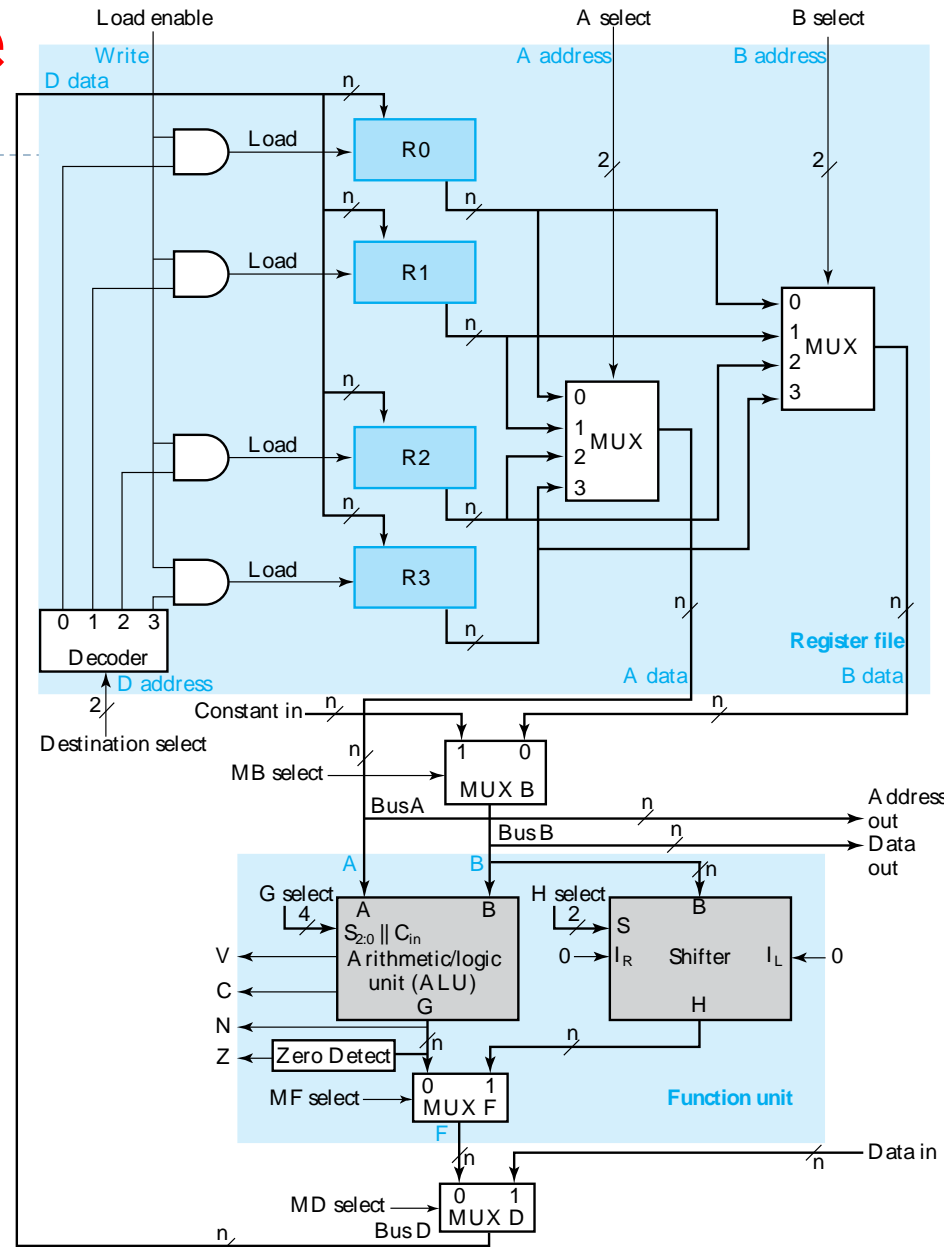 Load enable
A select
B select
e
Write
A address
B address
D data
n
Load
R0
2
2
n
n
Load
R1
0
1
MUX
2
3
n
n
0
1
MUX
2
3
Load
R2
n
n
Load
R3
n
n
n
0 1 2 3
Decoder
Register file
D address
A data
B data
2
Constant in
n
n
Destination select
n
1 0
MB select
MUX B
Bus A
n
Address
out
Bus B
n
Data
out
A
B
n
G select
H select
A
B
B
4
2
S
S2:0 || Cin
V
Arithmetic/logic
unit (ALU)
0
IR
Shifter
IL
0
C
G
H
N
n
n
Z
Zero Detect
0 1
MF select
MUX F
Function unit
F
n
n
Data in
0 1
MD select
MUX D
n
Bus D